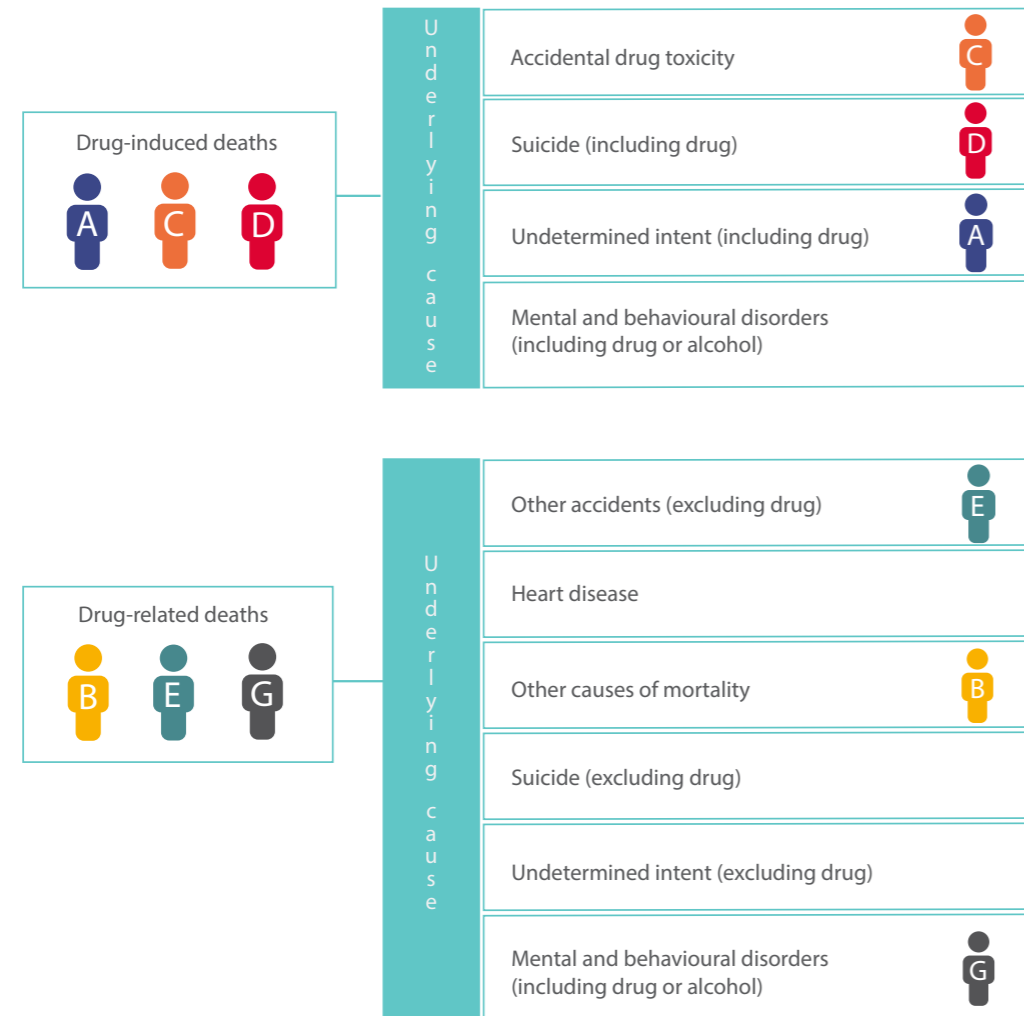 Drug-induced deaths
A C D
Underlying cause
Accidental drug toxicity
C
Suicide (including drug)
D
Undetermined intent (including drug)
A
Mental and behavioural disorders
(including drug or alcohol)
Drug-related deaths
B E G
Underlying cause
Other accidents (excluding drug)
E
Heart disease
Other causes of mortality
B
Suicide (excluding drug)
Undetermined intent (excluding drug)
Mental and behavioural disorders
(including drug or alcohol)
G